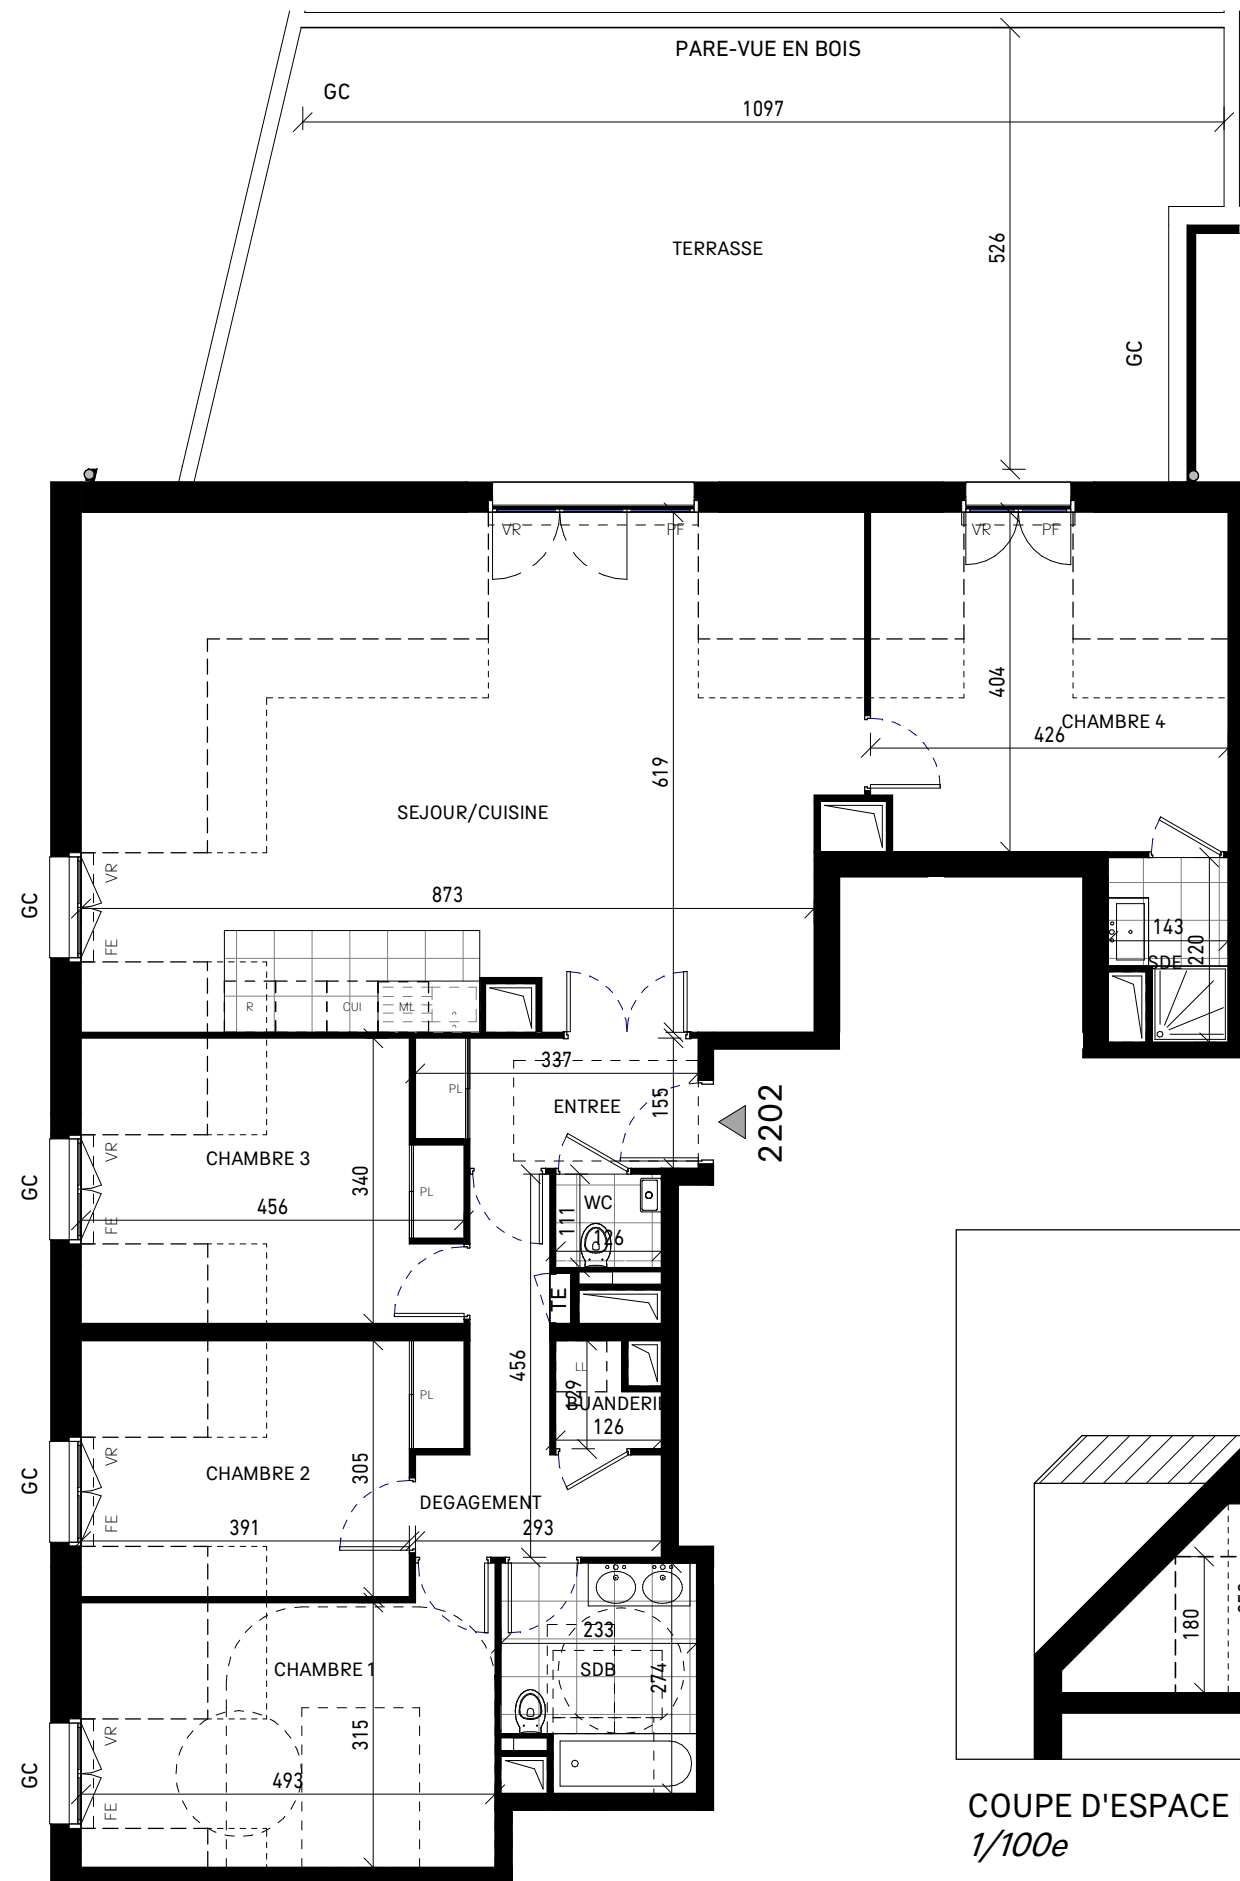 PARE-VUE EN BOIS
GC
1097
TERRASSE
526
GC
VR
PF
VR
PF
404
CHAMBRE 4
426
619
SEJOUR/CUISINE
VR
GC
873
FE
143
220
SDE
R
CUI
ML
337
PL
155
ENTREE
2202
CHAMBRE 3
VR
340
GC
PL
456
FE
WC
111
126
TE
456
LL
129
BUANDERIE
126
PL
VR
CHAMBRE 2
305
GC
DEGAGEMENT
FE
391
293
233
SDB
274
CHAMBRE 1
VR
315
GC
493
FE
180
COUPE D'ESPACE
1/100e